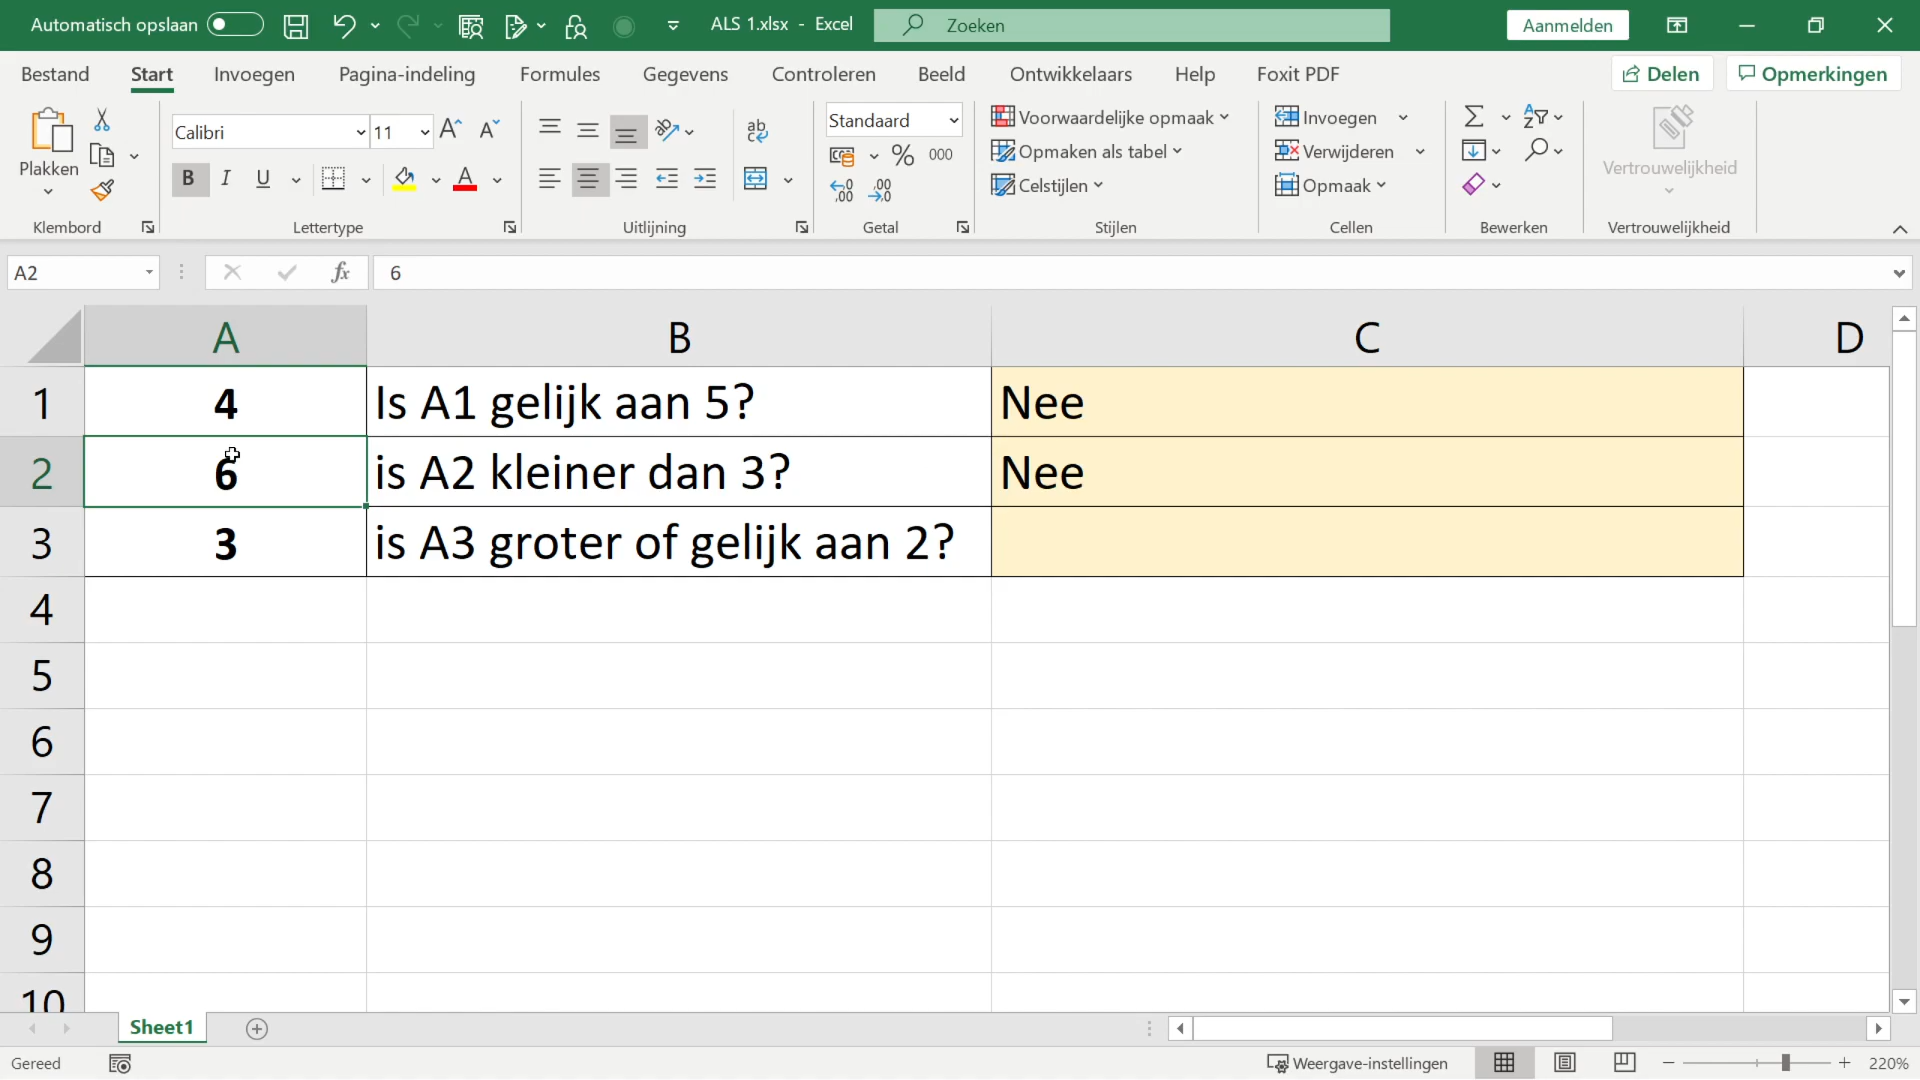 Automatisch opslaan ALS 1.xlsx - Excel Zoeken Aanmelden
Bestand Start Invoegen Pagina-indeling Formules Gegevens Controleren Beeld Ontwikkelaars Help Foxit PDF Delen Opmerkingen
Plakken
Klembord
Calibri 11
B I U
Lettertype
ab
Uitlijning
Standaard
% 000
Getal
Voorwaardelijke opmaak
Opmaken als tabel
Celstijlen
Stijlen
Invoegen
Verwijderen
Opmaak
Cellen
Bewerken
Vertrouwelijkheid
Vertrouwelijkheid
A2 fx 6
A B C D
1 4 Is A1 gelijk aan 5? Nee
2 6 is A2 kleiner dan 3? Nee
3 3 is A3 groter of gelijk aan 2?
4
5
6
7
8
9
10
Sheet1
Gereed Weergave-instellingen 220%